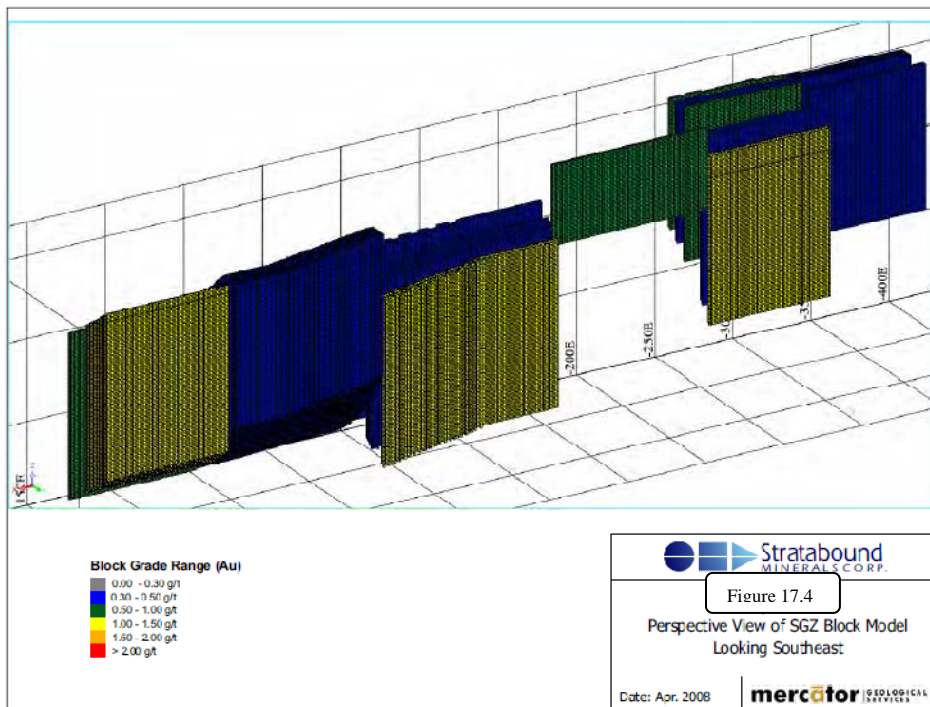 -400E
-250E
-200E
Block Grade Range (Au)
0.00 - 0.30 g/t
0.30 - 0.50 g/t
0.50 - 1.00 g/t
1.00 - 1.50 g/t
1.50 - 2.00 g/t
> 2.00 g/t
Stratabound
MINERALS CORP.
Figure 17.4
Perspective View of SGZ Block Model
Looking Southeast
Date: Apr. 2008
mercator GEOLOGICAL
SERVICES